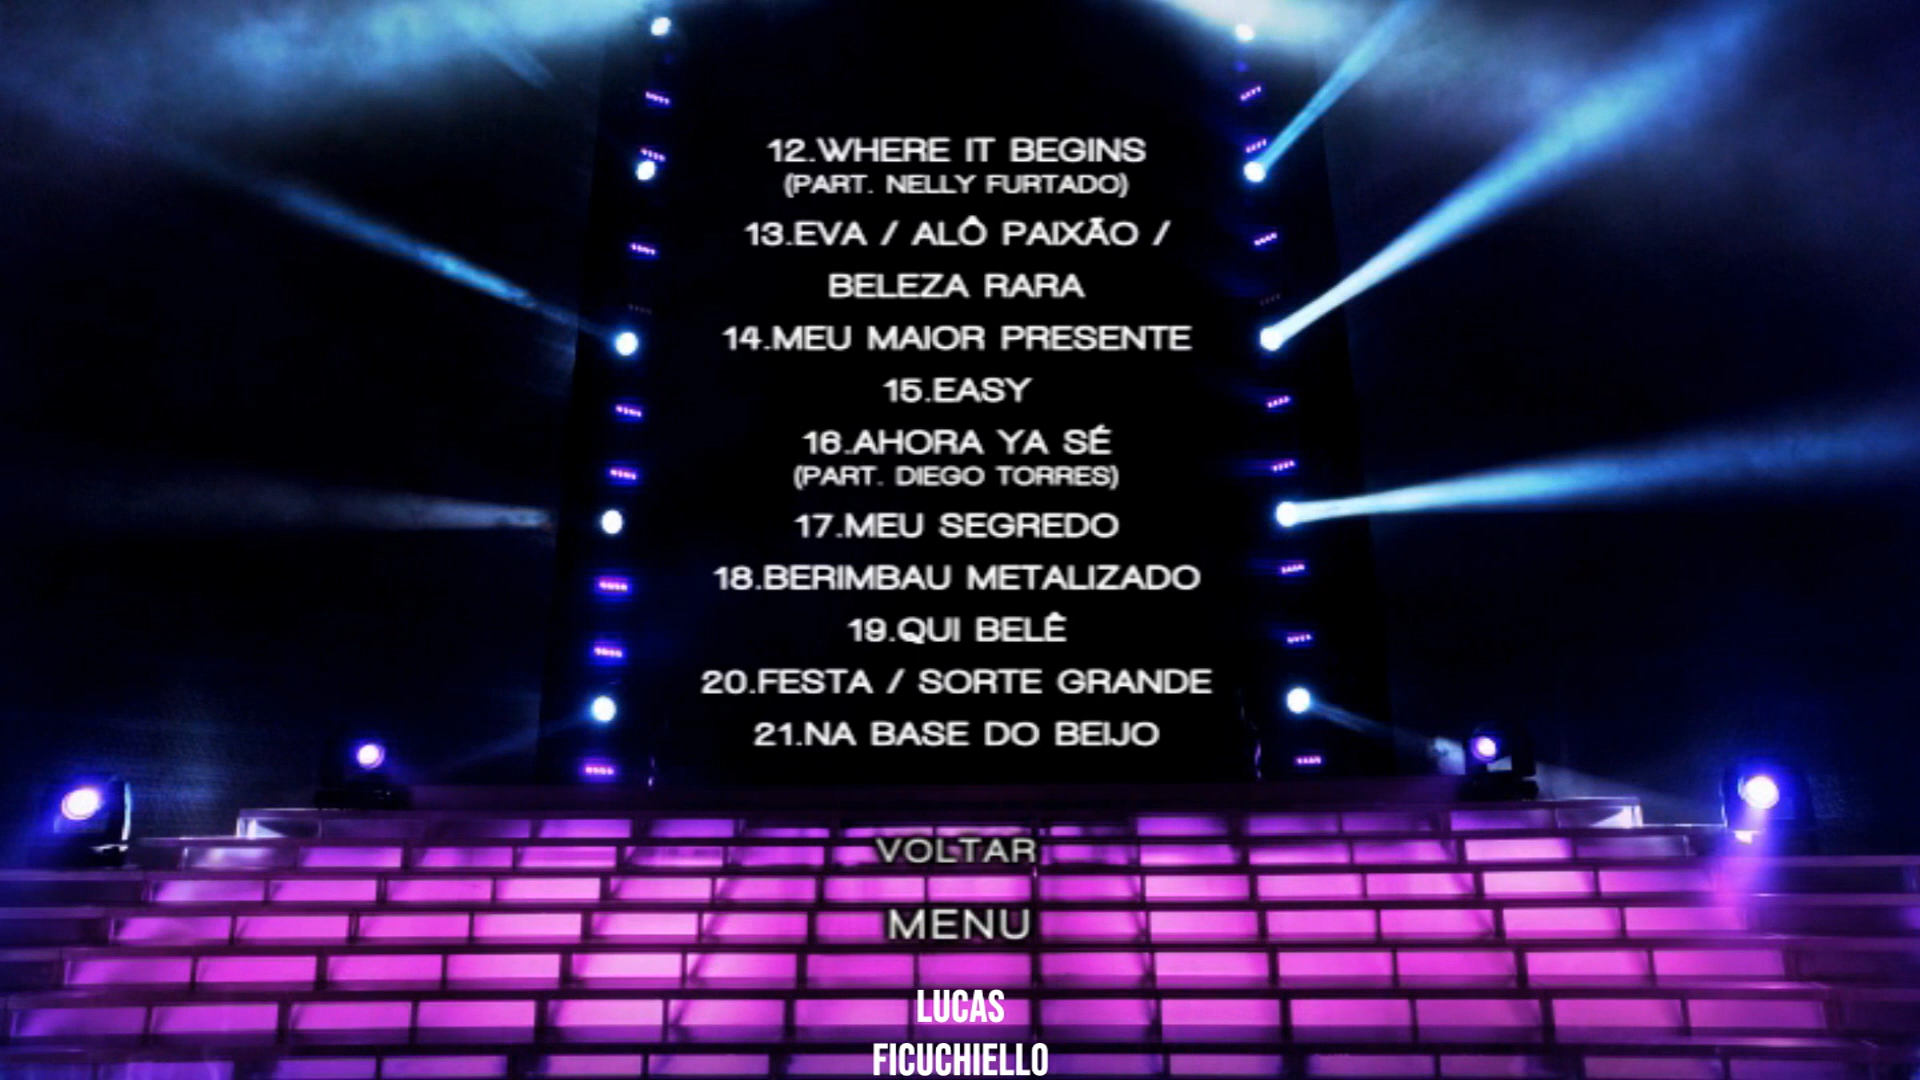 12.WHERE IT BEGINS
(PART. NELLY FURTADO)
13.EVA / ALÔ PAIXÃO /
BELEZA RARA
14.MEU MAIOR PRESENTE
15.EASY
16.AHORA YA SÉ
(PART. DIEGO TORRES)
17.MEU SEGREDO
18.BERIMBAU METALIZADO
19.QUI BELÊ
20.FESTA / SORTE GRANDE
21.NA BASE DO BEIJO
VOLTAR
MENU
LUCAS
FICUCHIELLO